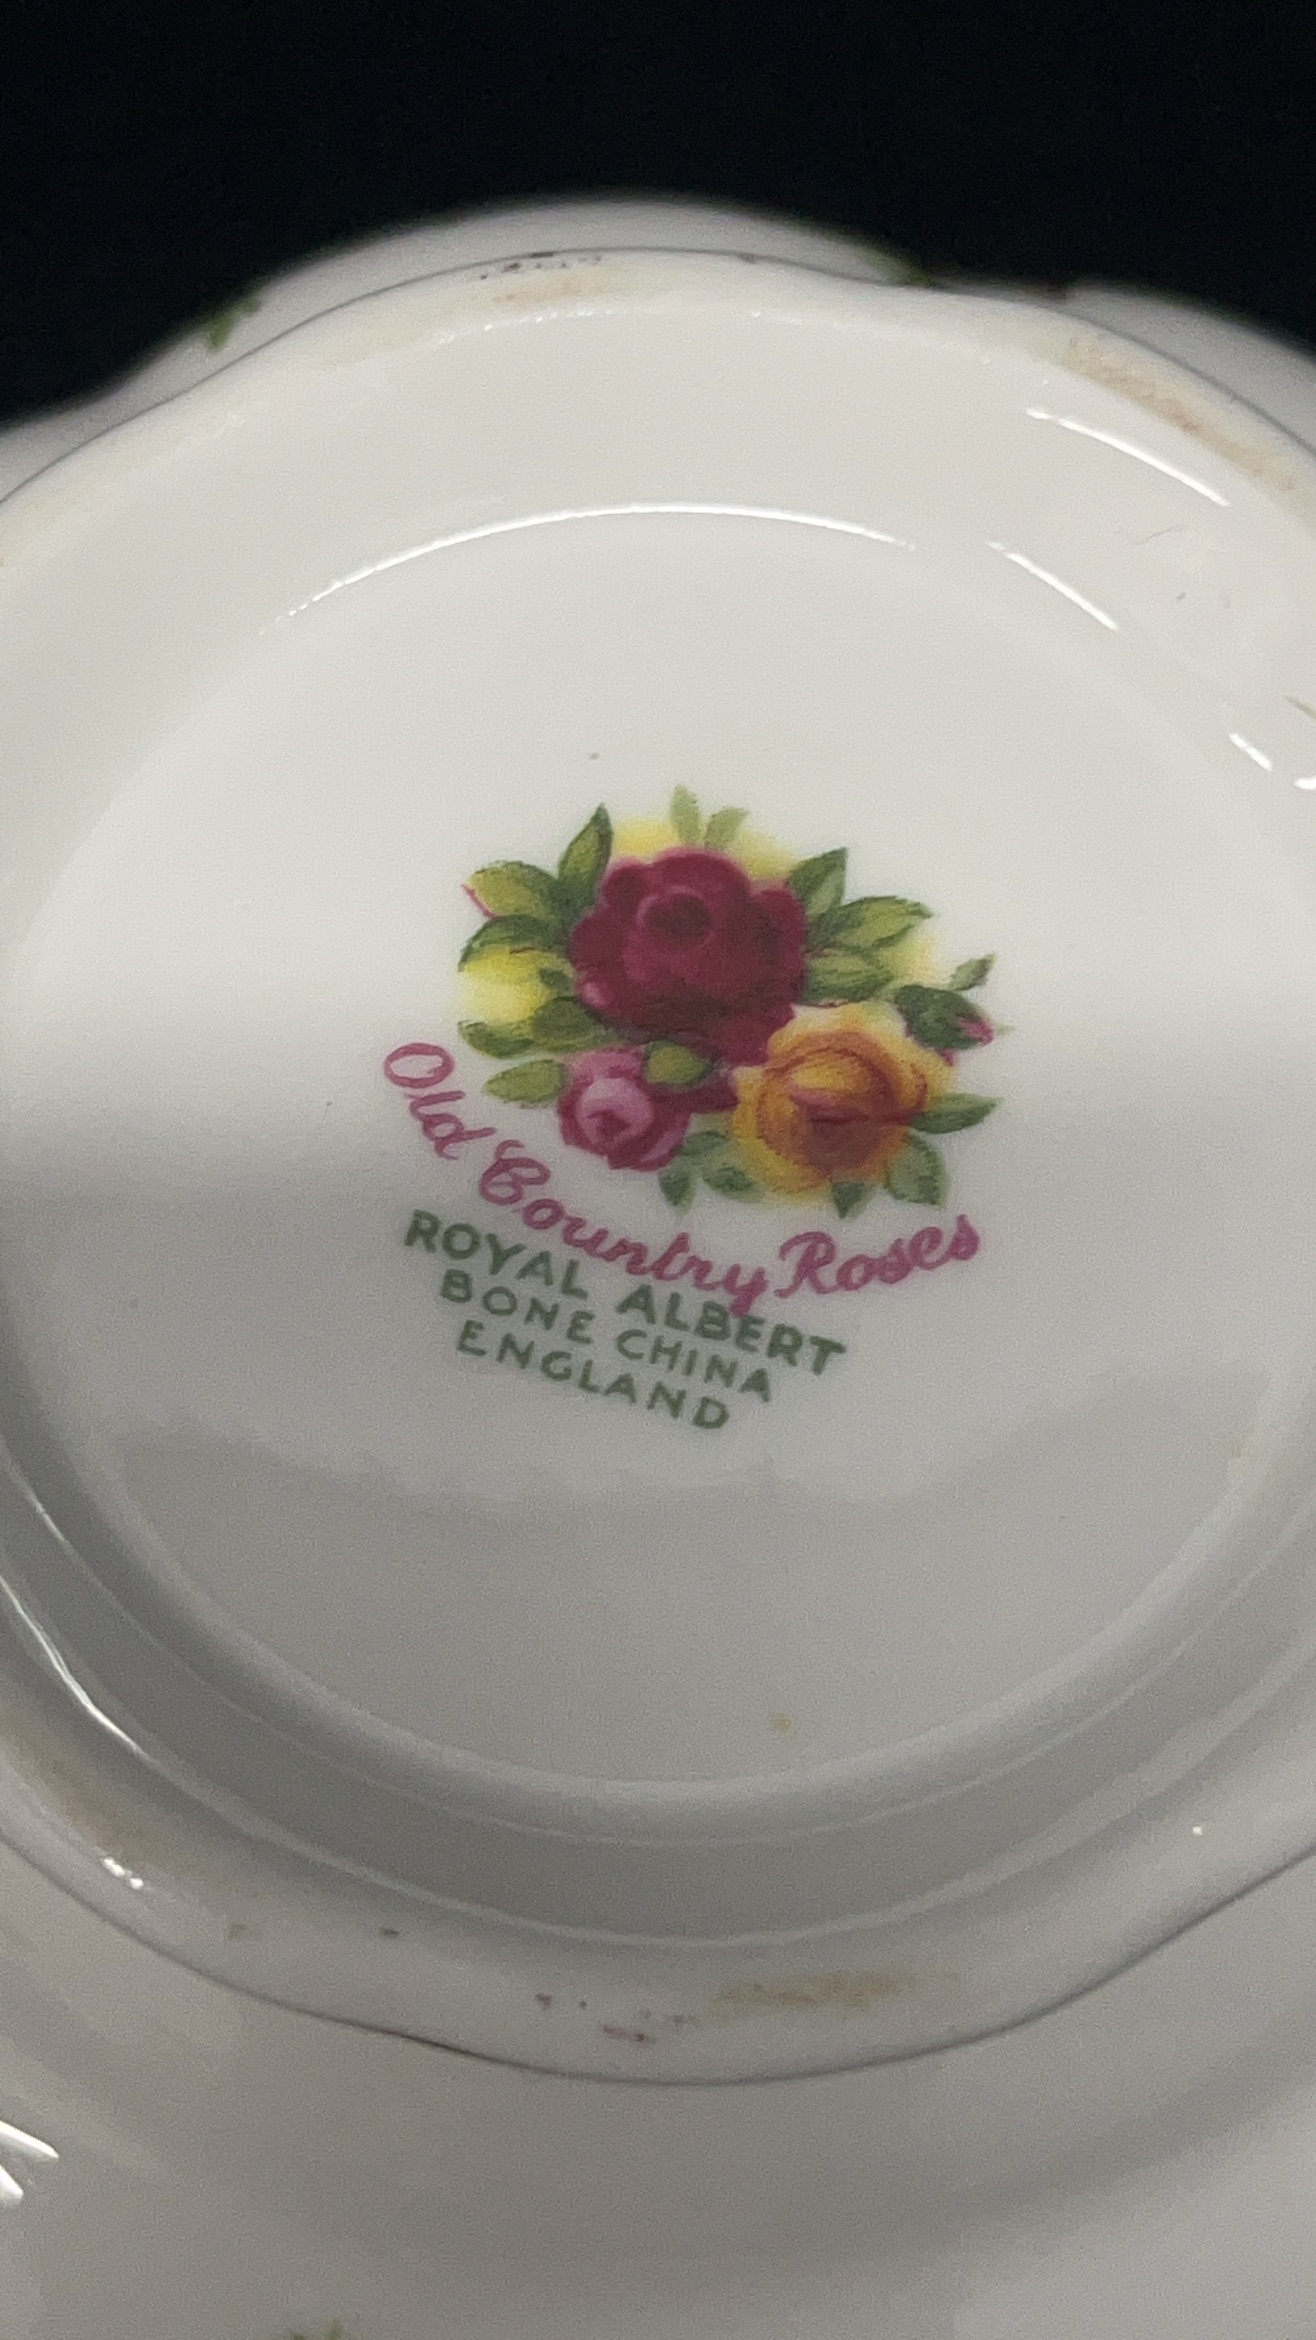 Old Country Roses
ROYAL ALBERT
BONE CHINA
ENGLAND